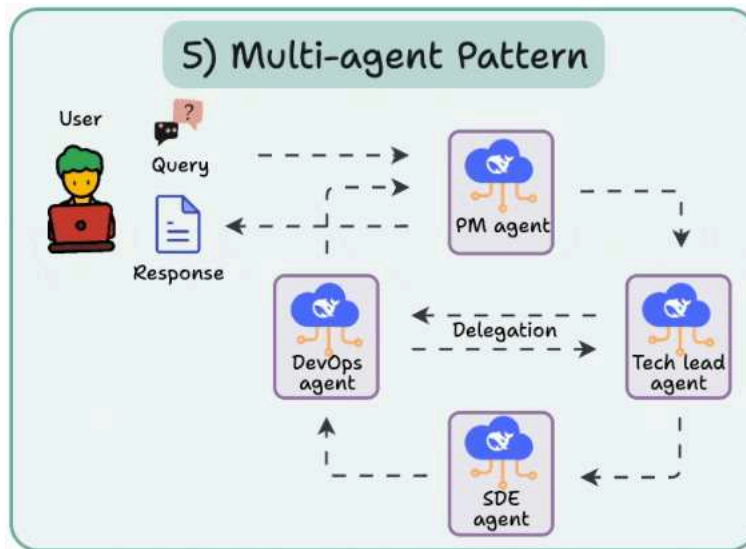 5) Multi-agent Pattern
User
?
Query
Response
PM agent
DevOps
agent
Delegation
Tech lead
agent
SDE
agent